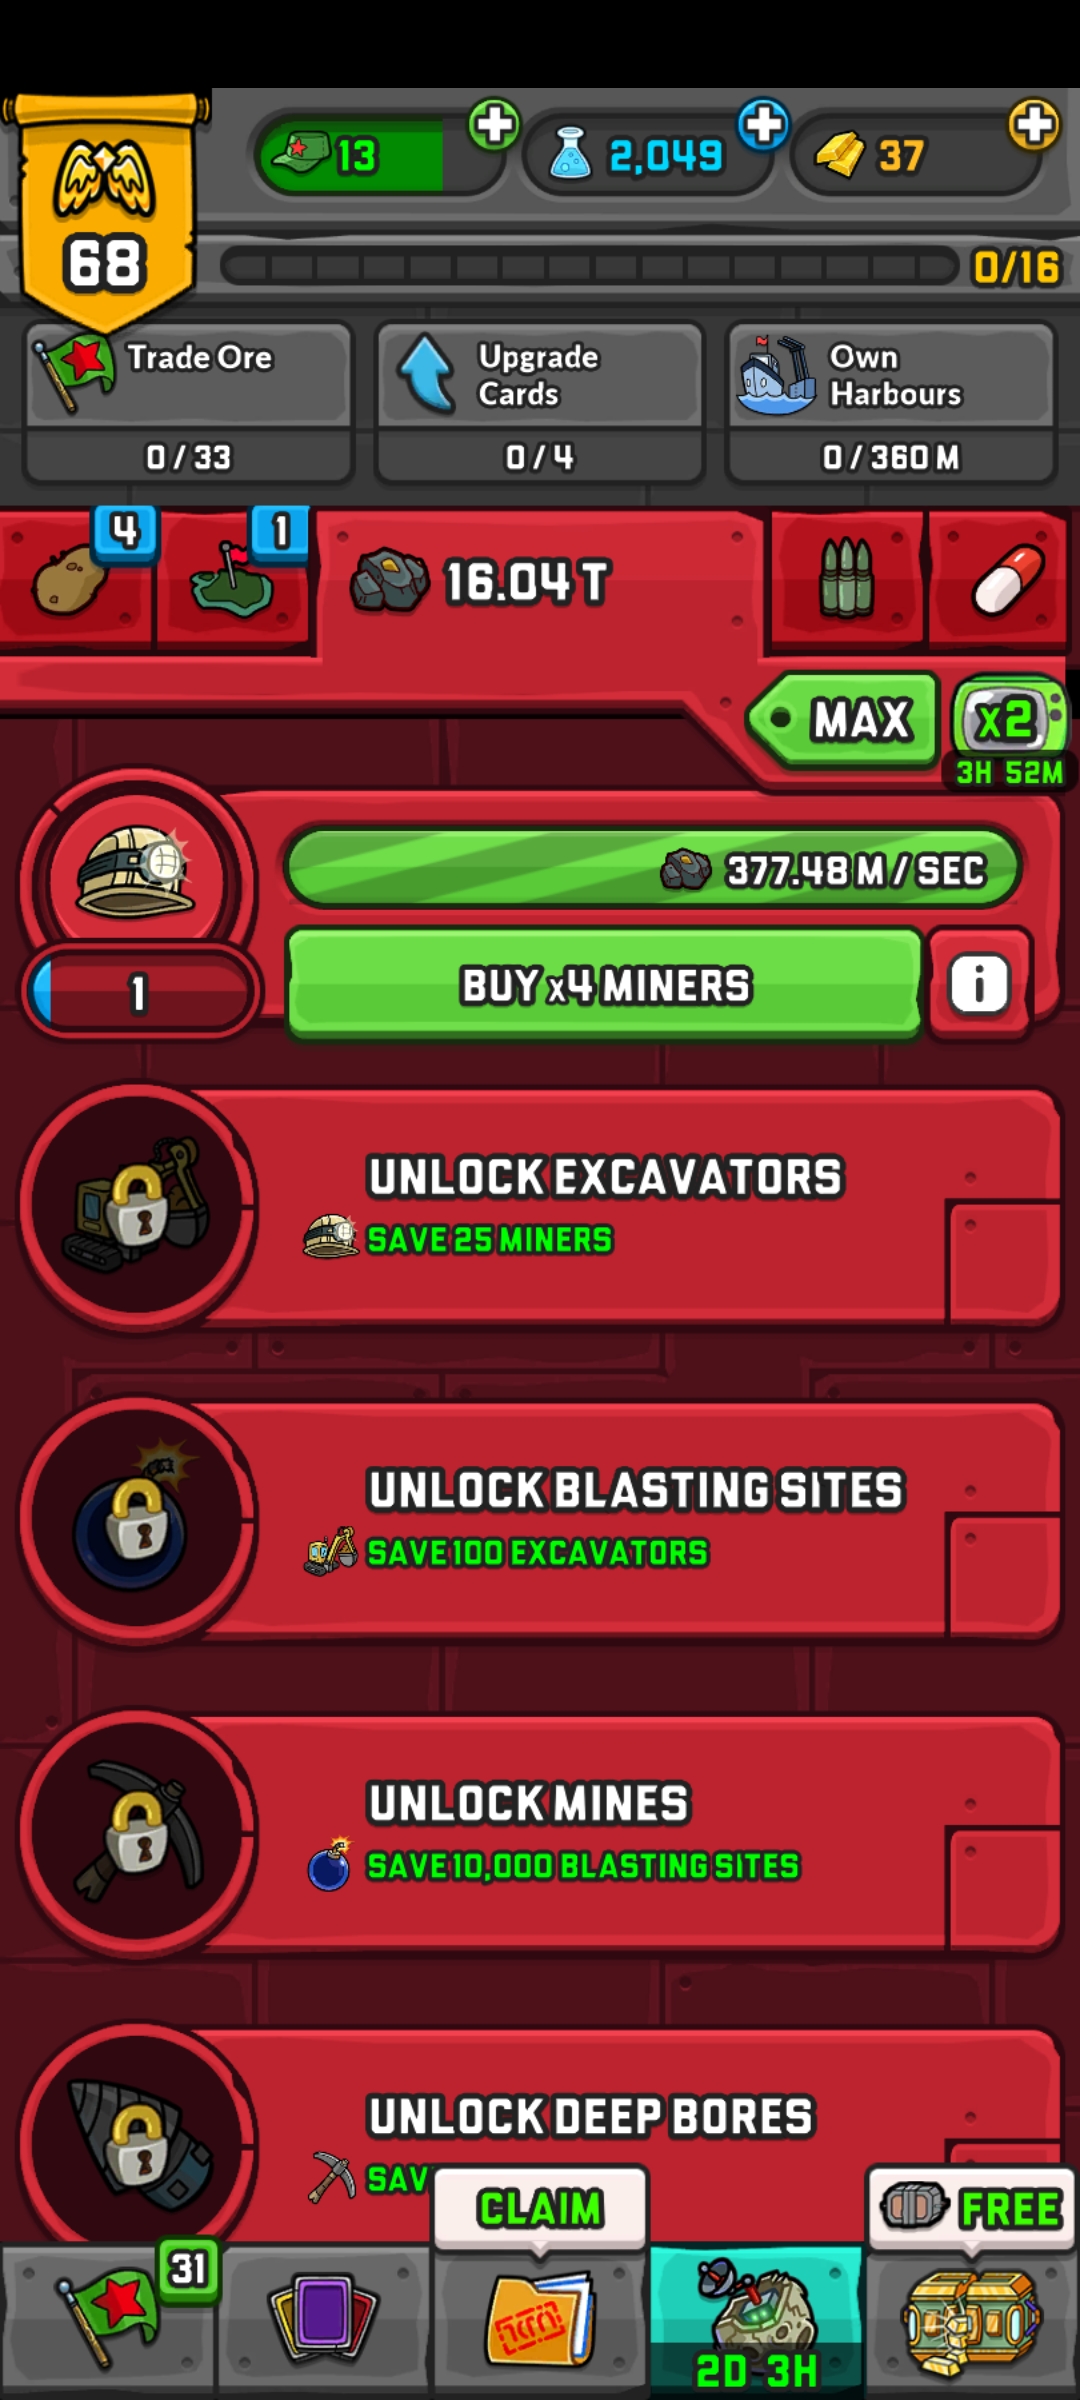 13
2,049
37
68
0/16
Trade Ore
0 / 33
Upgrade
Cards
0 / 4
Own
Harbours
0 / 360 M
4
1
16.04 T
MAX
x2
3H 52M
377.48 M / SEC
1
BUY x4 MINERS
i
UNLOCK EXCAVATORS
SAVE 25 MINERS
UNLOCK BLASTING SITES
SAVE 100 EXCAVATORS
UNLOCK MINES
SAVE 10,000 BLASTING SITES
UNLOCK DEEP BORES
CLAIM
FREE
31
2D 3H